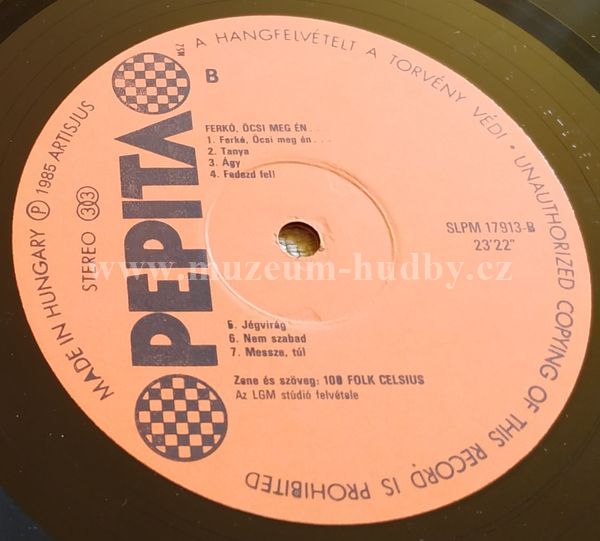 A HANGFELVÉTELT A TÖRVÉNY VÉDI · UNAUTHORIZED COPYING OF THIS RECORD IS PROHIBITED
MADE IN HUNGARY Ⓟ 1985 ARTISJUS
STEREO 303
PEPITA
MSZ
B
FERKÓ, ÖCSI MEG ÉN...
1. Ferkó, Öcsi meg én...
2. Tanya
3. Ágy
4. Fedezd fel!
SLPM 17913-B
23'22"
www.muzeum-hudby.cz
5. Jégvirág
6. Nem szabad
7. Messze, túl
Zene és szöveg: 100 FOLK CELSIUS
Az LGM stúdió felvétele